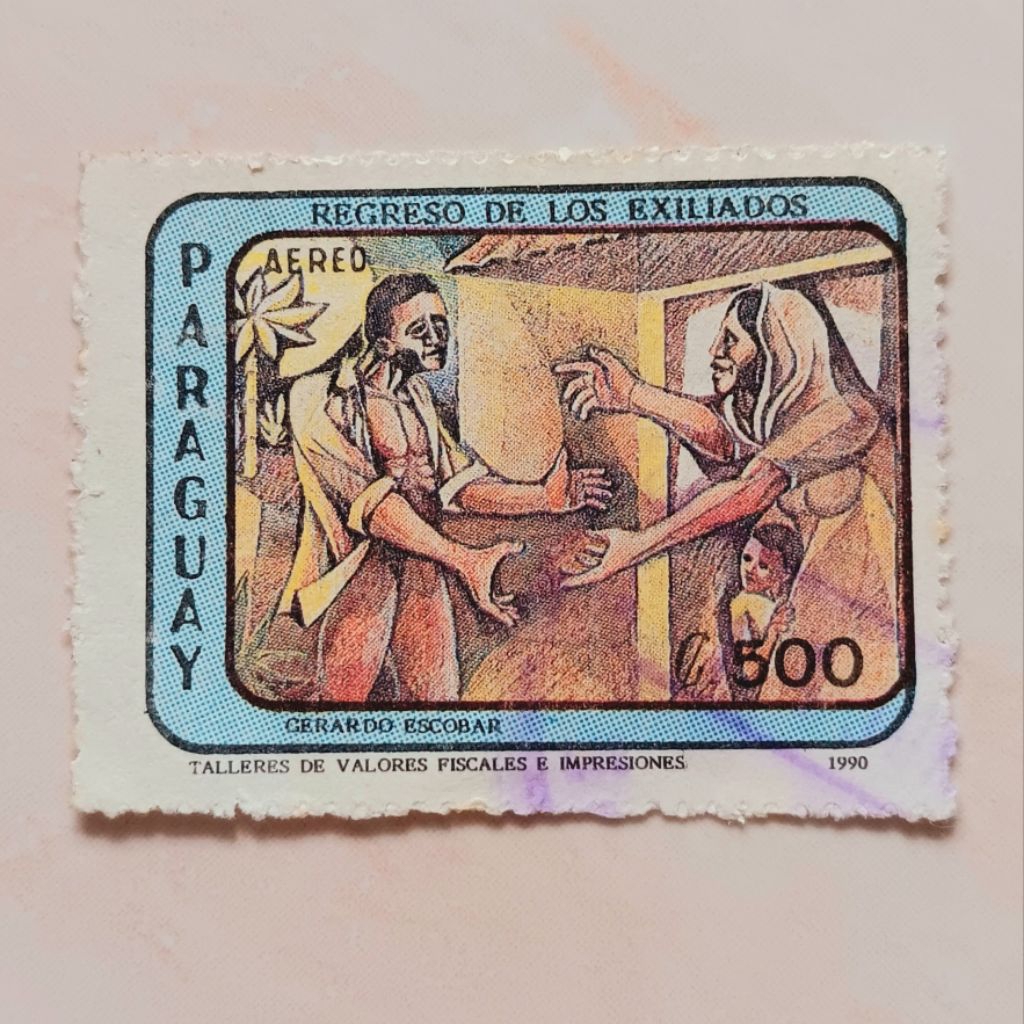 REGRESO DE LOS EXILIADOS
PARAGUAY
AEREO
₲. 500
GERARDO ESCOBAR
TALLERES DE VALORES FISCALES E IMPRESIONES 1990